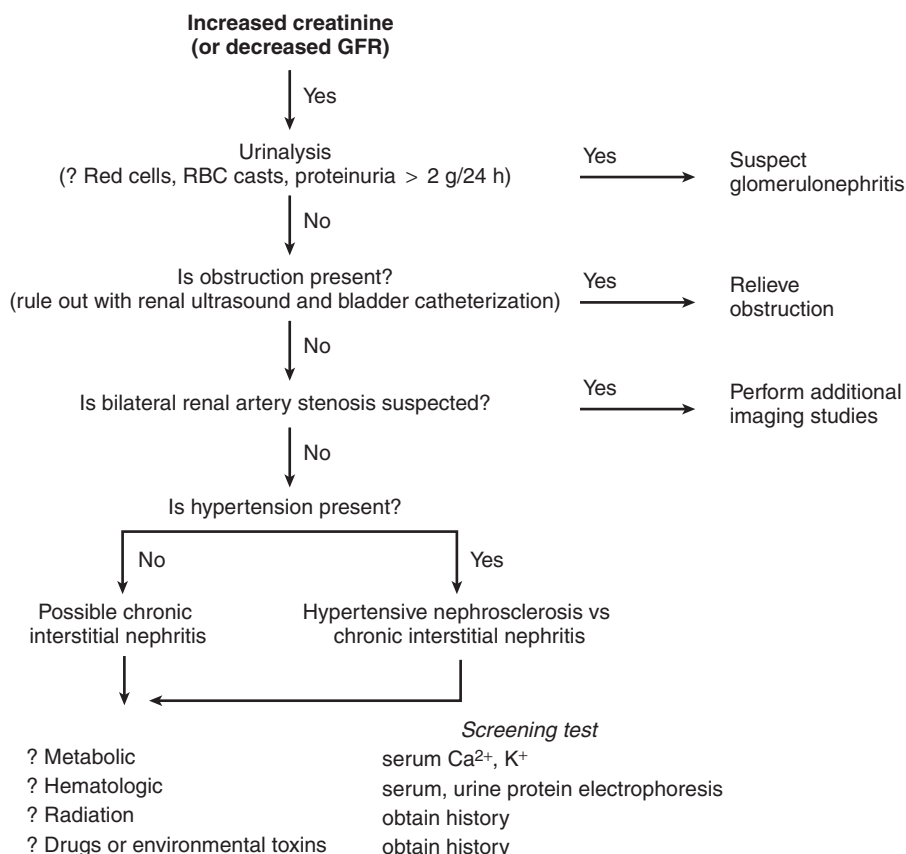 Increased creatinine
(or decreased GFR)
Yes
Urinalysis
(? Red cells, RBC casts, proteinuria > 2 g/24 h)
Yes
Suspect
glomerulonephritis
No
Is obstruction present?
(rule out with renal ultrasound and bladder catheterization)
Yes
Relieve
obstruction
No
Is bilateral renal artery stenosis suspected?
Yes
Perform additional
imaging studies
No
Is hypertension present?
No
Yes
Possible chronic
interstitial nephritis
Hypertensive nephrosclerosis vs
chronic interstitial nephritis
Screening test
? Metabolic serum Ca²⁺, K⁺
? Hematologic serum, urine protein electrophoresis
? Radiation obtain history
? Drugs or environmental toxins obtain history